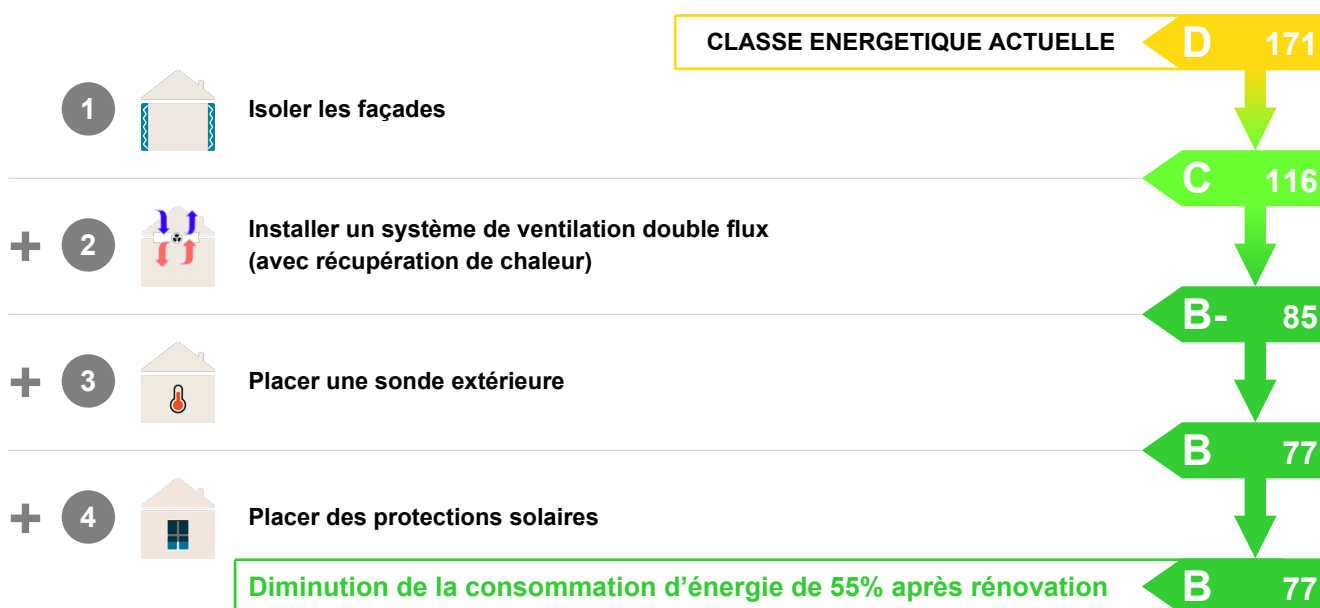 CLASSE ENERGETIQUE ACTUELLE D 171
1 Isoler les façades
C 116
+ 2 Installer un système de ventilation double flux
(avec récupération de chaleur)
B- 85
+ 3 Placer une sonde extérieure
B 77
+ 4 Placer des protections solaires
Diminution de la consommation d’énergie de 55% après rénovation B 77